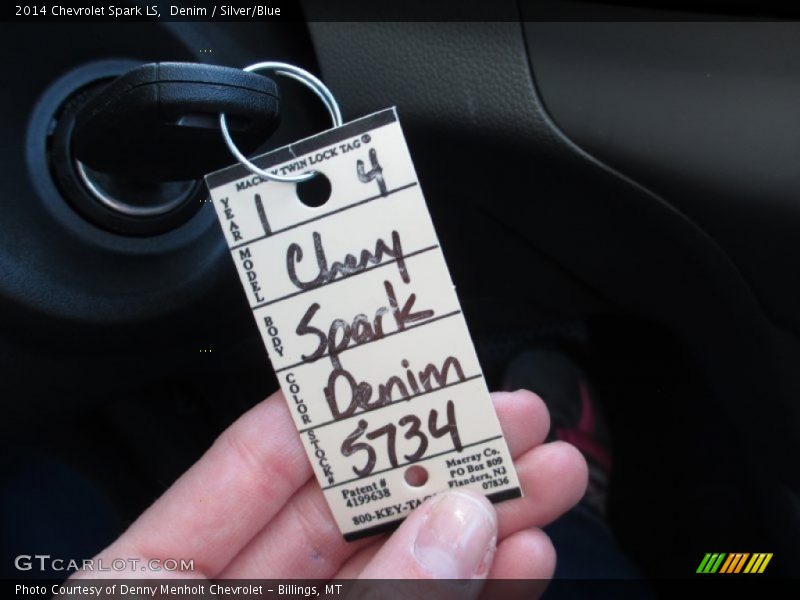 2014 Chevrolet Spark LS, Denim / Silver/Blue
MACKAY TWIN LOCK TAG®
YEAR 1 4
MODEL Chevy
BODY Spark
COLOR Denim
STOCK# 5734
Patent #
4199638
Macray Co.
PO Box 809
Flanders, NJ
07836
800-KEY-TAG
GTCARLOT.COM
Photo Courtesy of Denny Menholt Chevrolet – Billings, MT